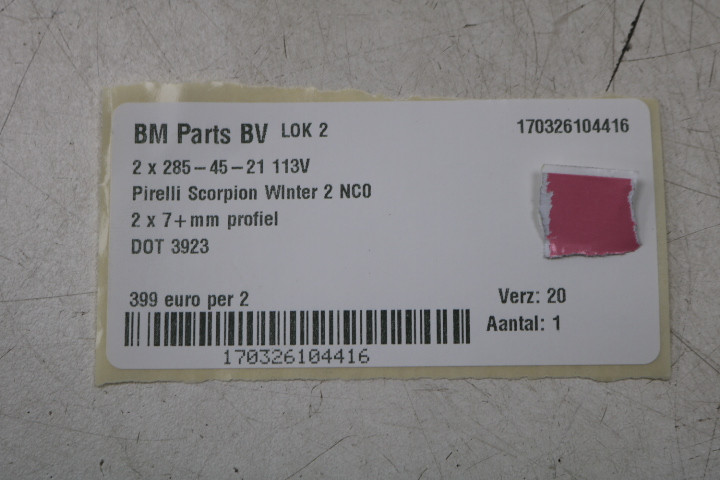 BM Parts BV LOK 2 170326104416
2 x 285-45-21 113V
Pirelli Scorpion WInter 2 NC0
2 x 7+mm profiel
DOT 3923
399 euro per 2 Verz: 20
Aantal: 1
170326104416